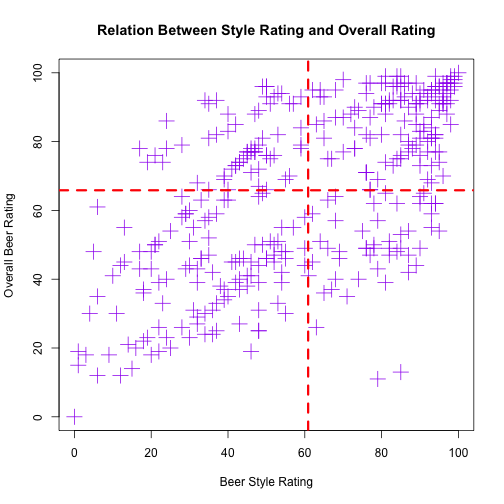 Relation Between Style Rating and Overall Rating
Overall Beer Rating
100
80
60
40
20
0
0 20 40 60 80 100
Beer Style Rating